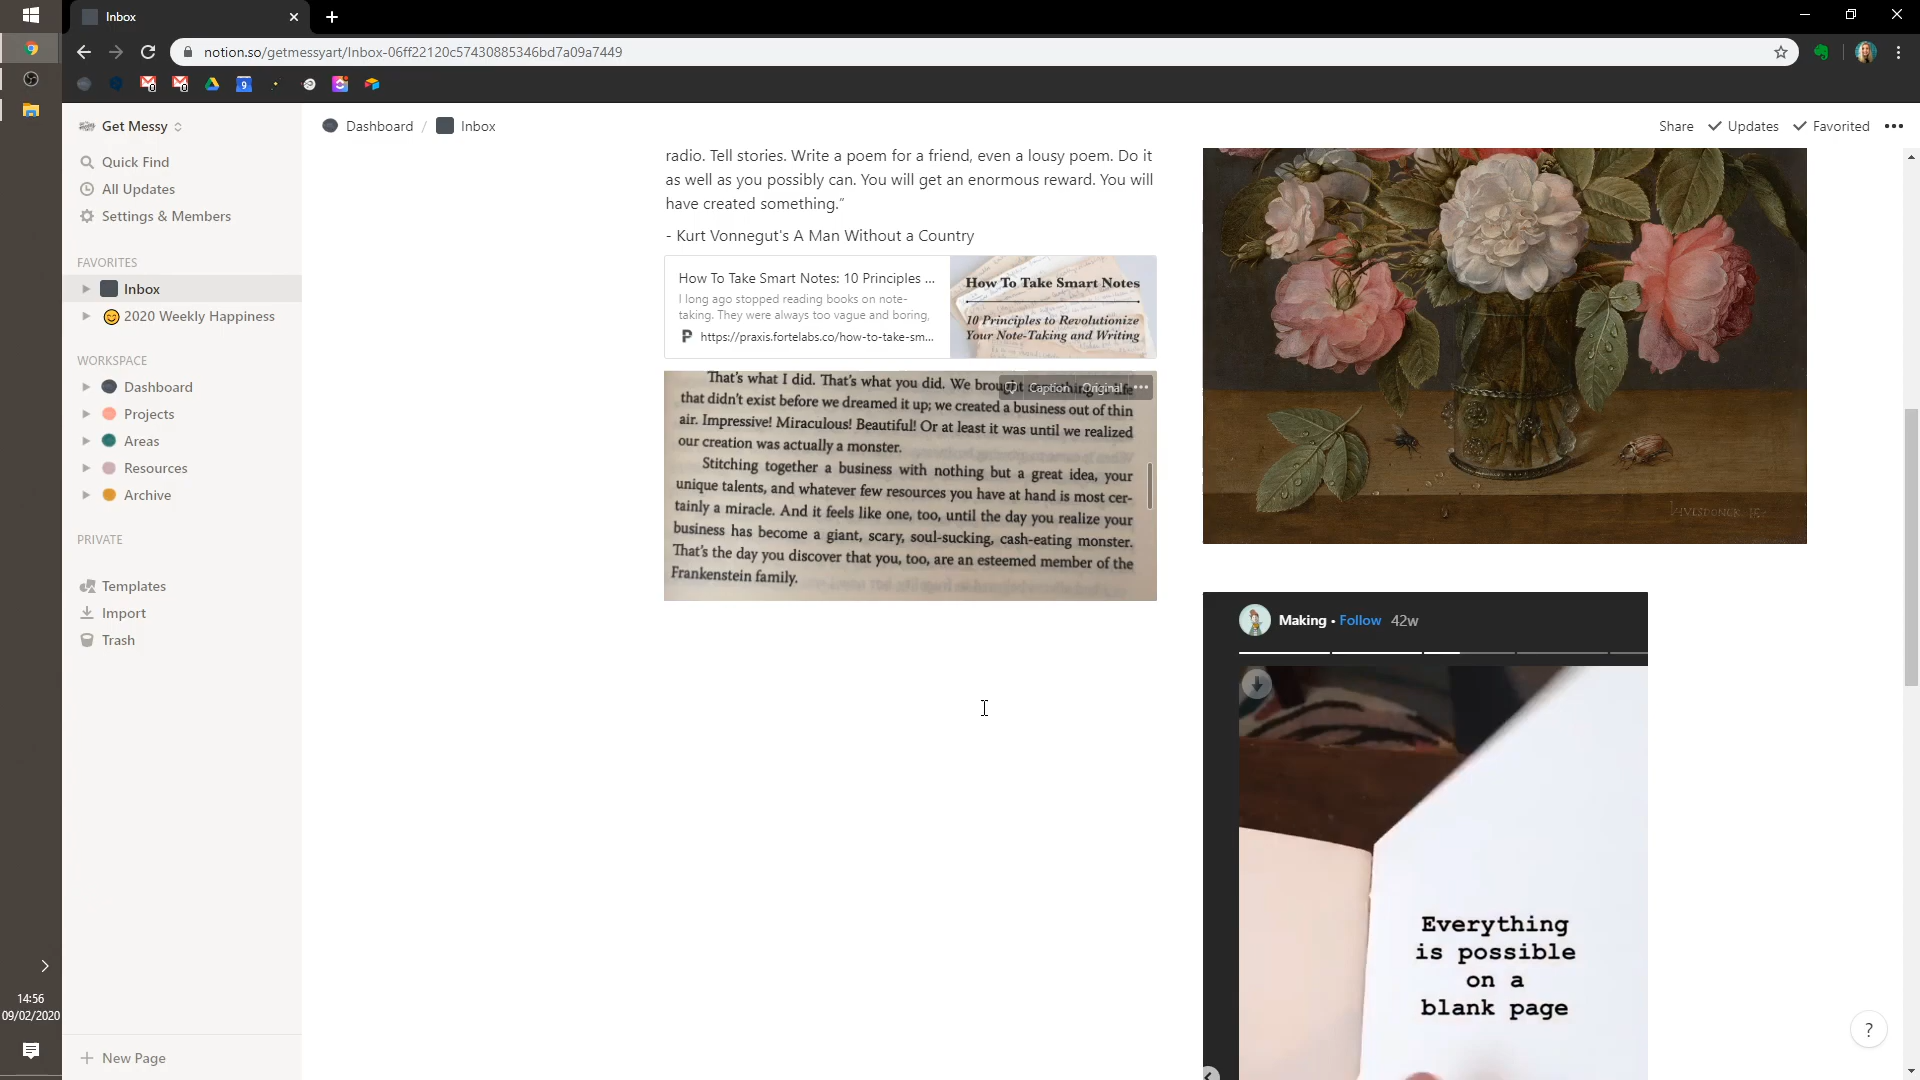 Inbox
notion.so/getmessyart/Inbox-06ff22120c57430885346bd7a09a7449
Get Messy
Quick Find
All Updates
Settings & Members
FAVORITES
Inbox
2020 Weekly Happiness
WORKSPACE
Dashboard
Projects
Areas
Resources
Archive
PRIVATE
Templates
Import
Trash
New Page
14:56
09/02/2020
Dashboard / Inbox
Share
Updates
Favorited
radio. Tell stories. Write a poem for a friend, even a lousy poem. Do it
as well as you possibly can. You will get an enormous reward. You will
have created something.”
- Kurt Vonnegut's A Man Without a Country
How To Take Smart Notes: 10 Principles ...
I long ago stopped reading books on note-
taking. They were always too vague and boring,
https://praxis.fortelabs.co/how-to-take-sm...
How To Take Smart Notes
10 Principles to Revolutionize
Your Note-Taking and Writing
Caption
Original
That's what I did. That's what you did. We brought something to life
that didn't exist before we dreamed it up; we created a business out of thin
air. Impressive! Miraculous! Beautiful! Or at least it was until we realized
our creation was actually a monster.
Stitching together a business with nothing but a great idea, your
unique talents, and whatever few resources you have at hand is most cer-
tainly a miracle. And it feels like one, too, until the day you realize your
business has become a giant, scary, soul-sucking, cash-eating monster.
That's the day you discover that you, too, are an esteemed member of the
Frankenstein family.
Making • Follow 42w
Everything
is possible
on a
blank page
?